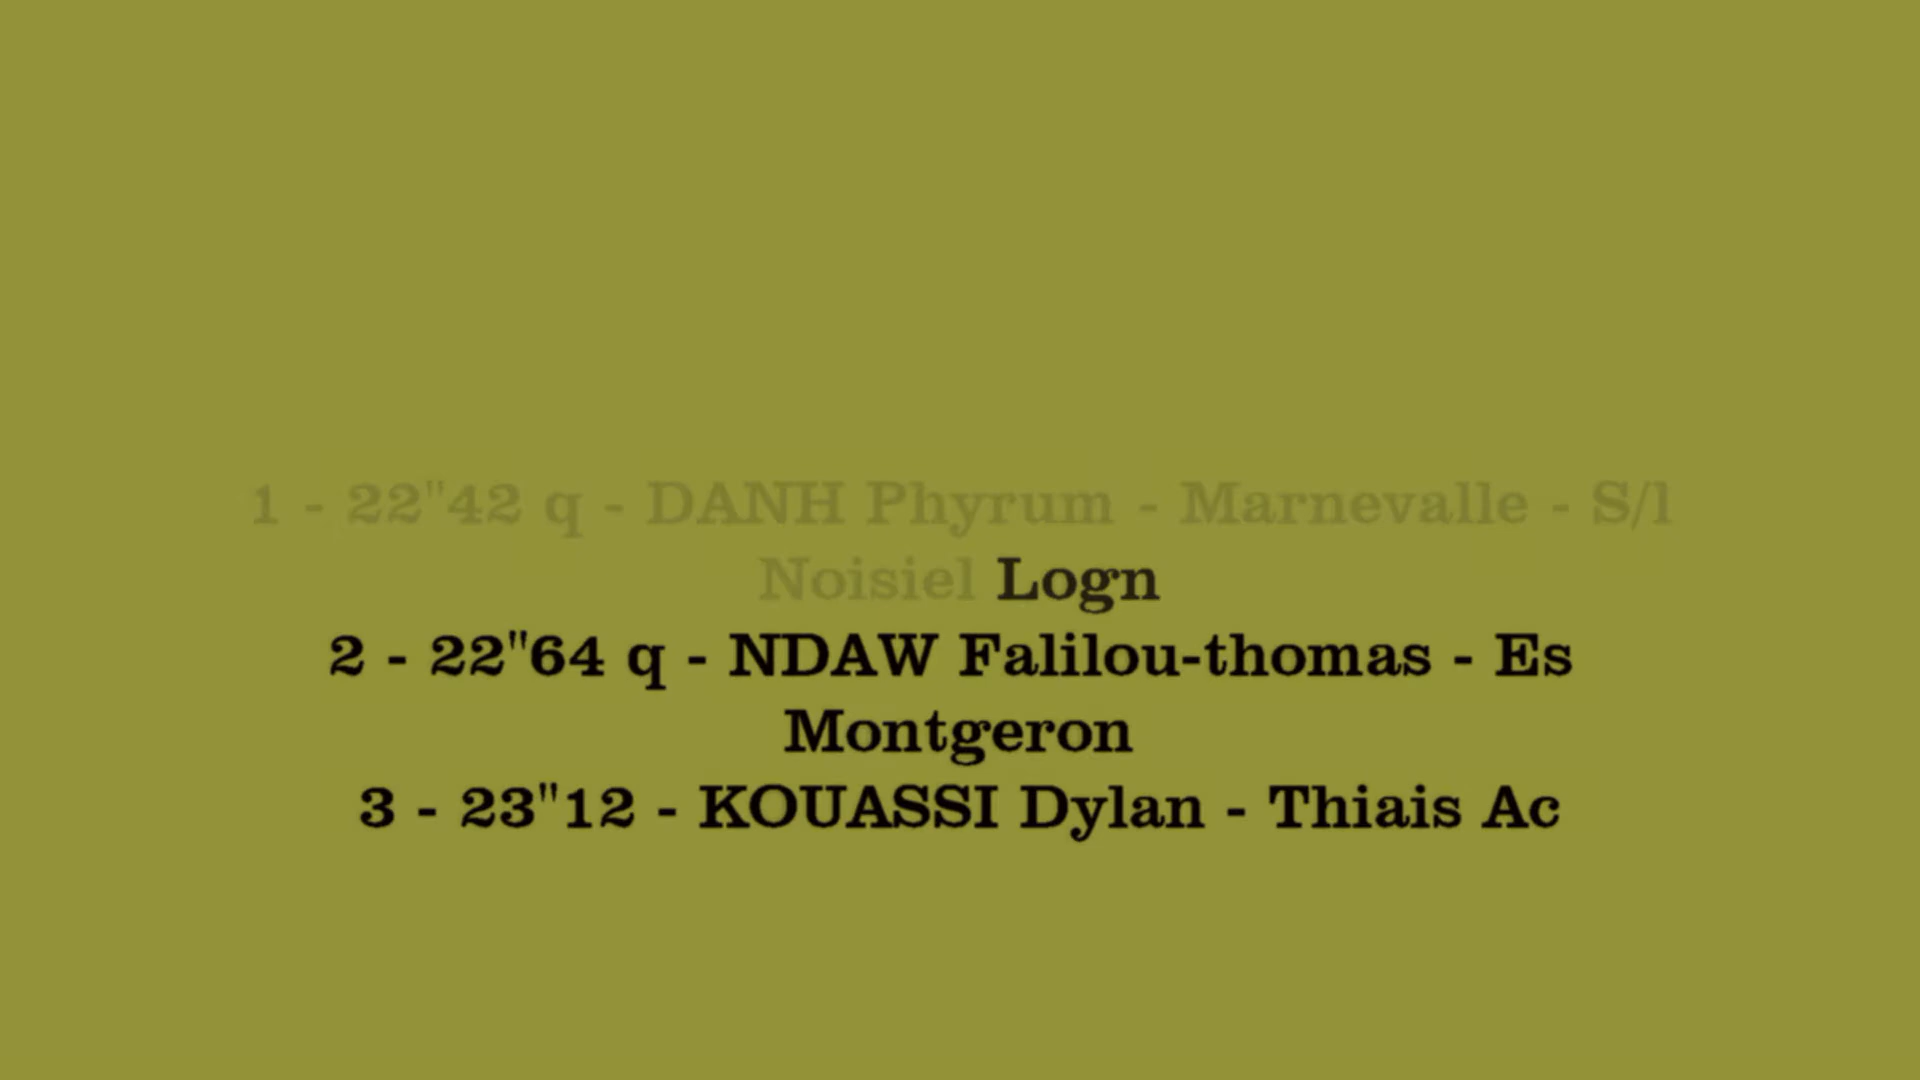 1 - 22"42 q - DANH Phyrum - Marnevalle - S/l
Noisiel Logn
2 - 22"64 q - NDAW Falilou-thomas - Es
Montgeron
3 - 23"12 - KOUASSI Dylan - Thiais Ac